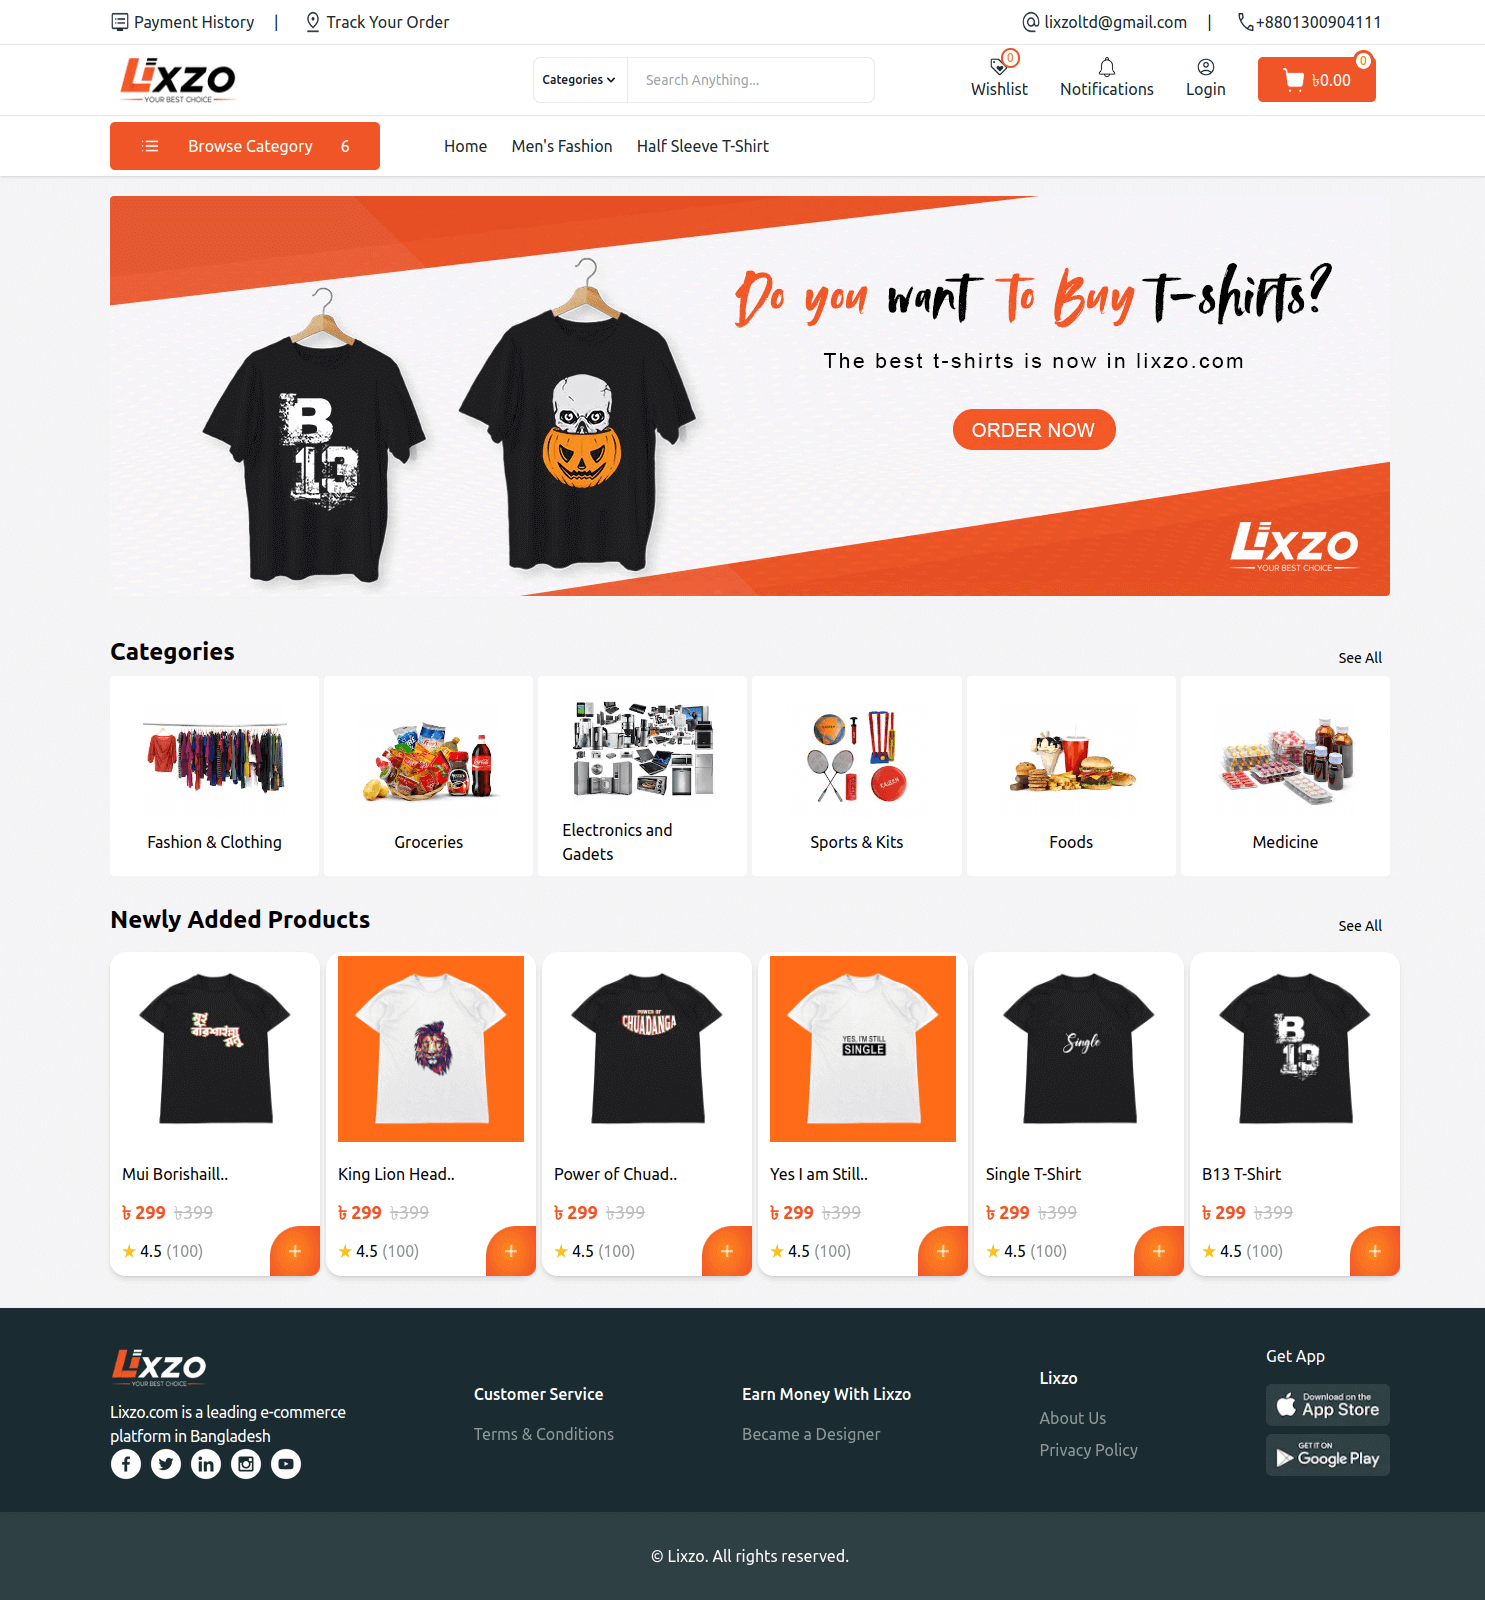 Payment History | Track Your Order
lixzoltd@gmail.com | +8801300904111
LIXZO
YOUR BEST CHOICE
Categories
Search Anything...
0
Wishlist
Notifications
Login
0
৳0.00
Browse Category 6
Home
Men's Fashion
Half Sleeve T-Shirt
B
13
Do you want to Buy T-shirts?
The best t-shirts is now in lixzo.com
ORDER NOW
LIXZO
YOUR BEST CHOICE
Categories
See All
Fashion & Clothing
Groceries
Electronics and
Gadets
Sports & Kits
Foods
Medicine
Newly Added Products
See All
মুই
বরিশাইল্লা
মনু
POWER OF
CHUADANGA
YES, I'M STILL
SINGLE
Single
B
13
Mui Borishaill..
King Lion Head..
Power of Chuad..
Yes I am Still..
Single T-Shirt
B13 T-Shirt
৳ 299 ৳399
৳ 299 ৳399
৳ 299 ৳399
৳ 299 ৳399
৳ 299 ৳399
৳ 299 ৳399
4.5 (100)
4.5 (100)
4.5 (100)
4.5 (100)
4.5 (100)
4.5 (100)
LIXZO
YOUR BEST CHOICE
Lixzo.com is a leading e-commerce
platform in Bangladesh
Customer Service
Terms & Conditions
Earn Money With Lixzo
Became a Designer
Lixzo
About Us
Privacy Policy
Get App
Download on the
App Store
GET IT ON
Google Play
© Lixzo. All rights reserved.